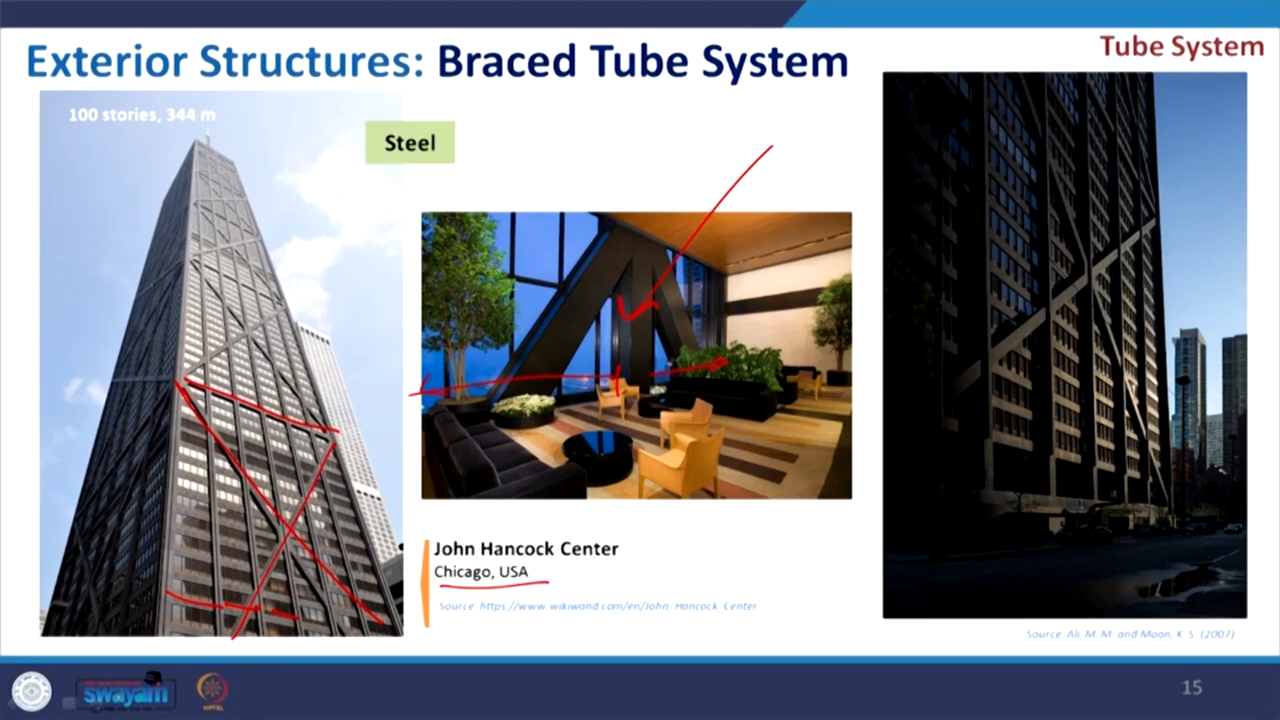 Exterior Structures: Braced Tube System
Tube System
100 stories, 344 m
Steel
John Hancock Center
Chicago, USA
Source https://www.wikiwand.com/en/John_Hancock_Center
Source Ali, M. M. and Moon, K. S. (2007)
swayam
NPTEL
15